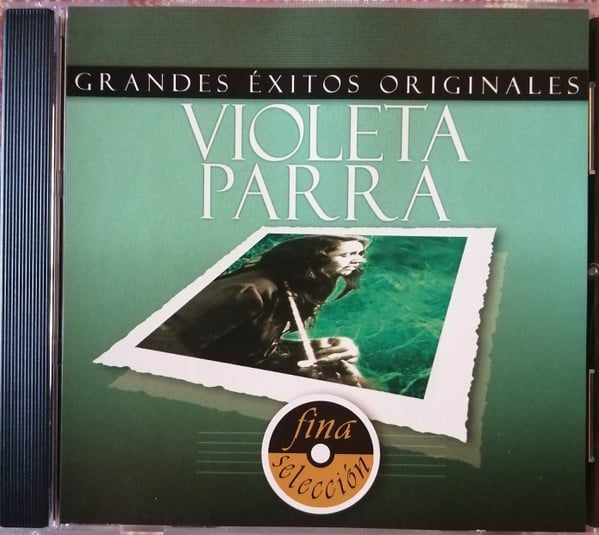 GRANDES ÉXITOS ORIGINALES
VIOLETA
PARRA
fina
selección